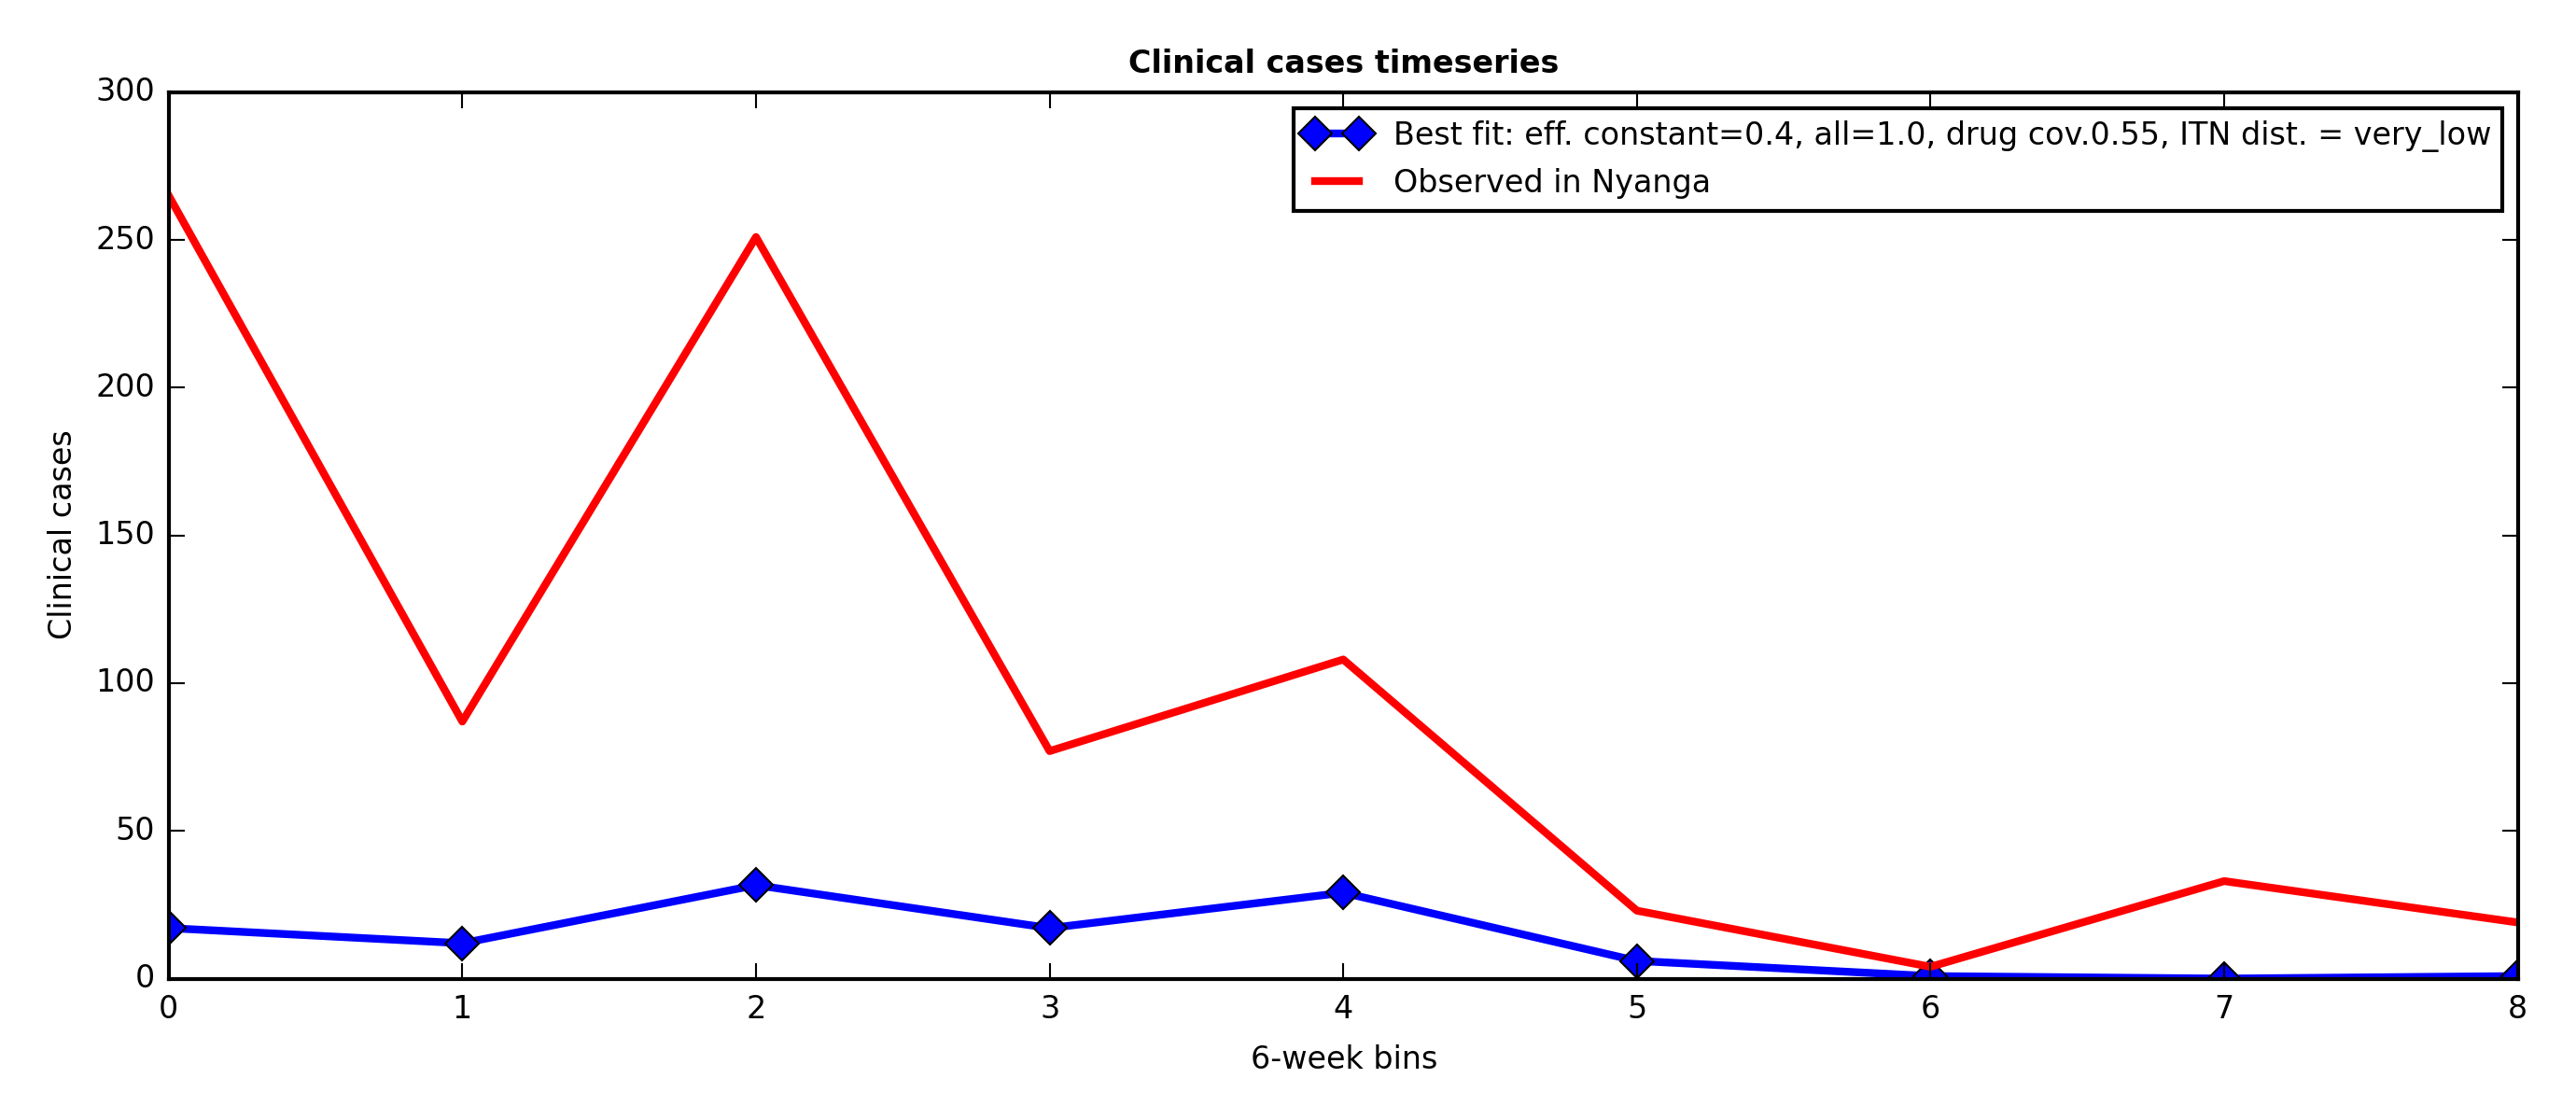 Clinical cases timeseries
300
250
200
150
100
50
0
Clinical cases
Best fit: eff. constant=0.4, all=1.0, drug cov.0.55, ITN dist. = very_low
Observed in Nyanga
0 1 2 3 4 5 6 7 8
6-week bins